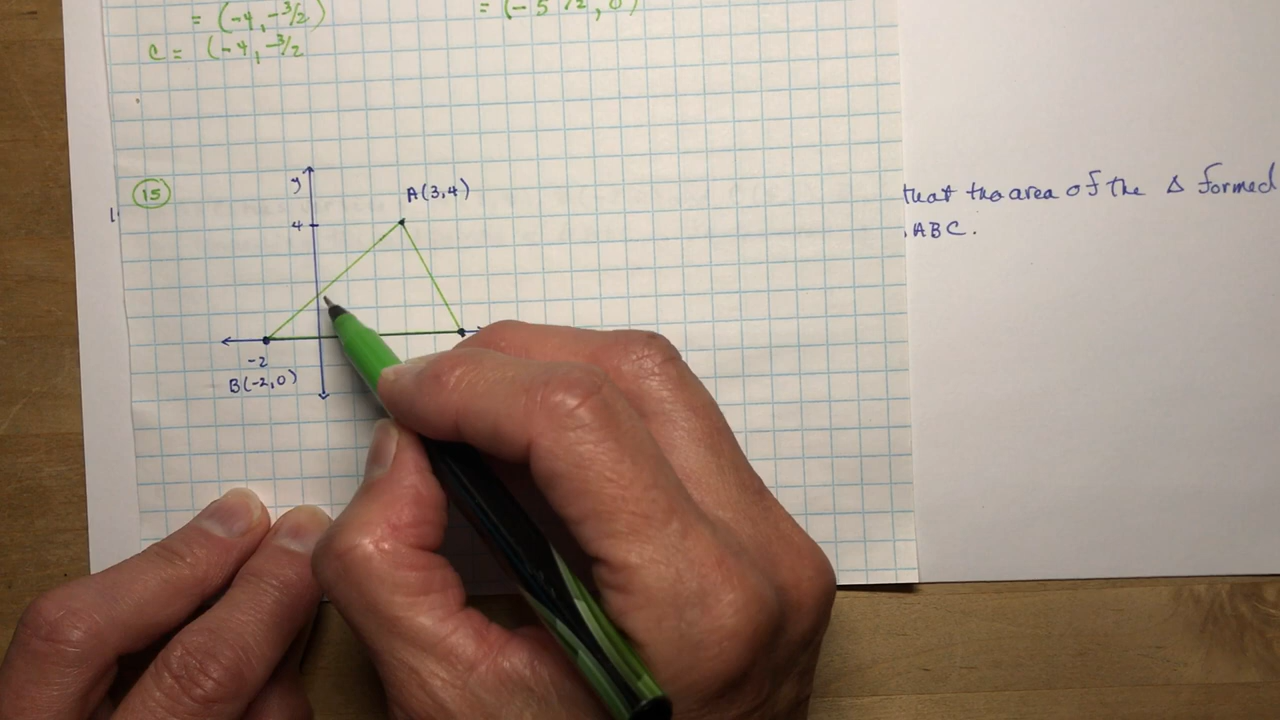 = (-4, -3/2)
C = (-4, -3/2
15
y
A(3,4)
4
that the area of the Δ formed
ABC.
-2
B(-2,0)